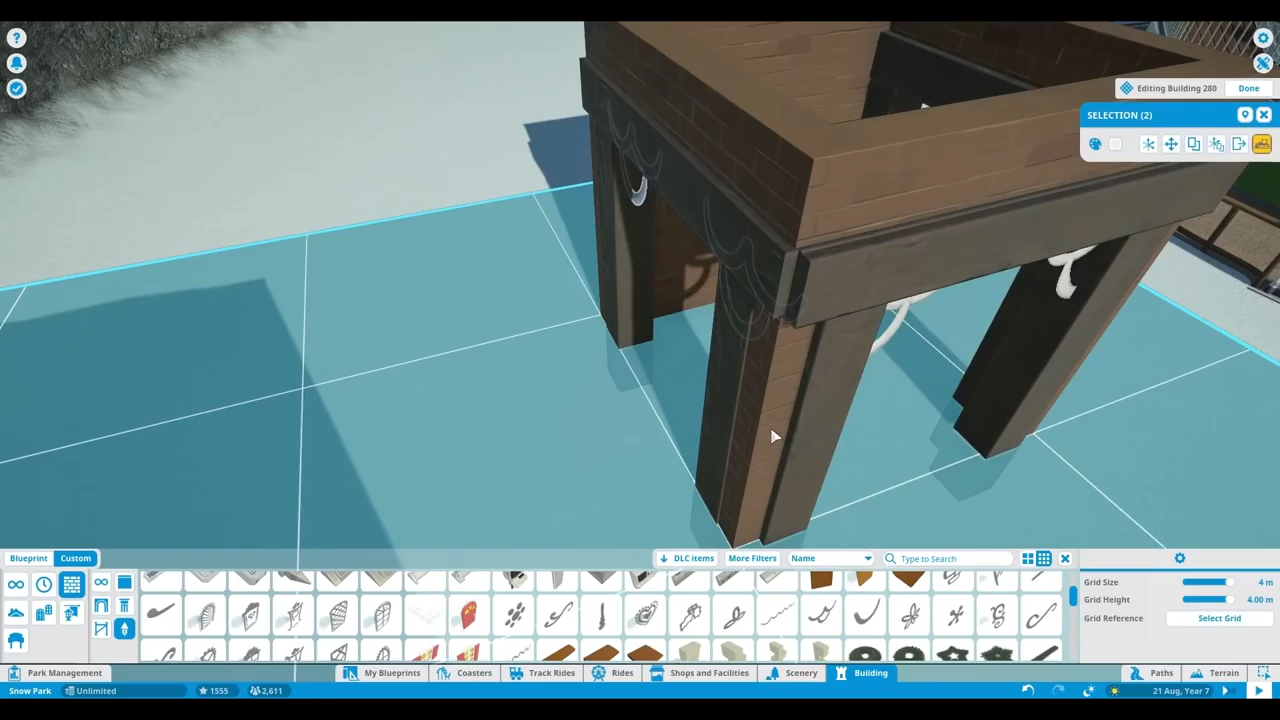 ?
Editing Building 280 Done
SELECTION (2)
Blueprint Custom
DLC items More Filters Name Type to Search
Grid Size 4 m
Grid Height 4.00 m
Grid Reference Select Grid
Park Management My Blueprints Coasters Track Rides Rides Shops and Facilities Scenery Building Paths Terrain
Snow Park Unlimited 1555 2,611 21 Aug, Year 7